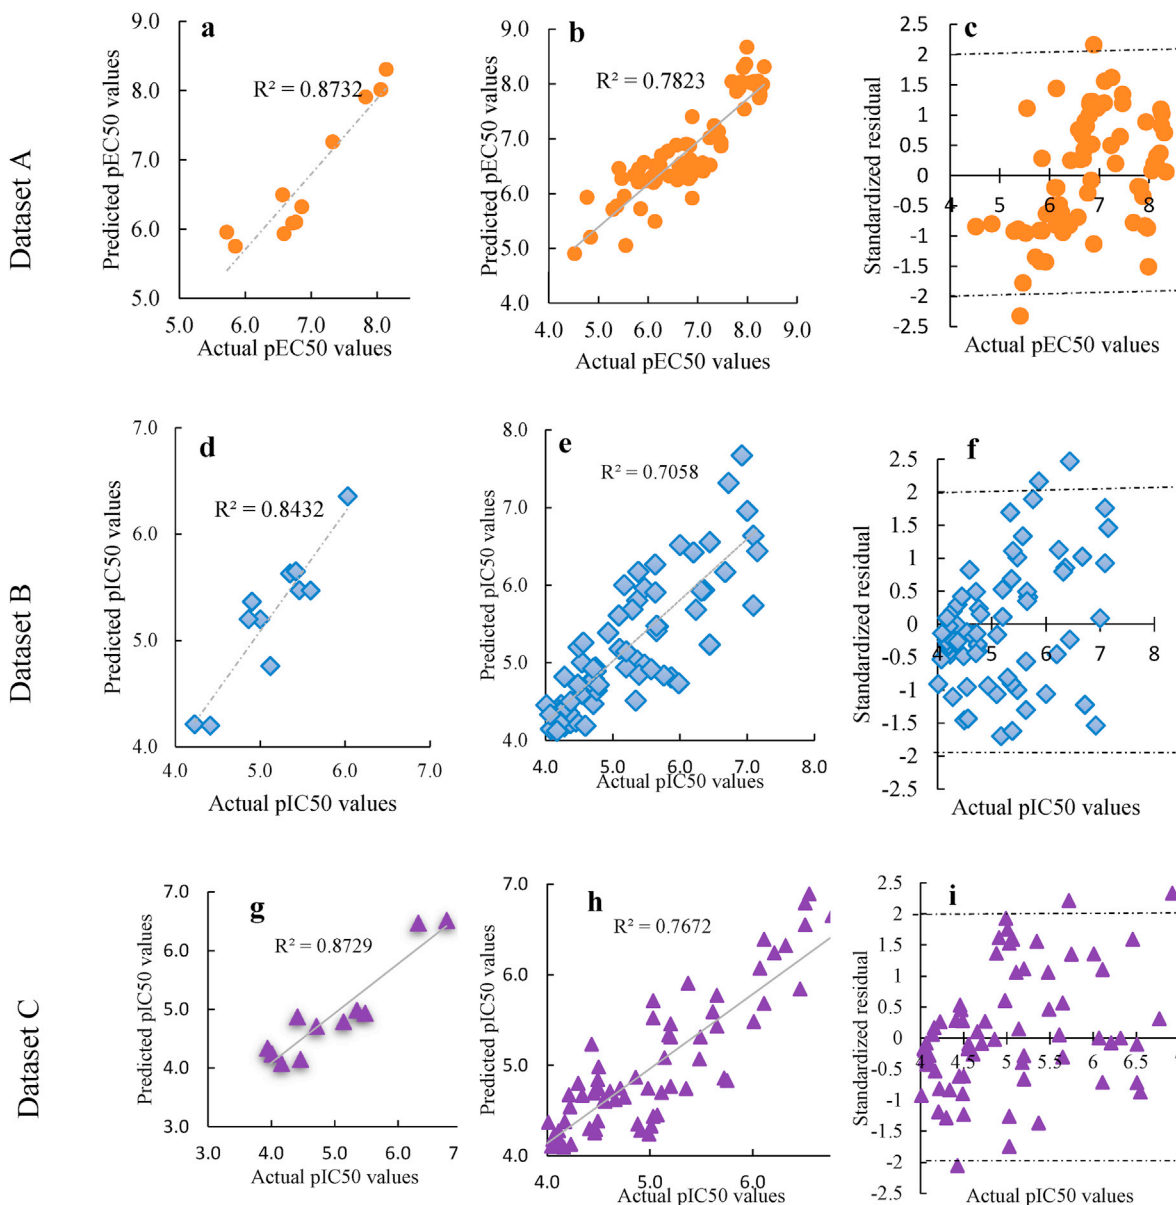 Dataset A
a
R² = 0.8732
Predicted pEC50 values
9.0
8.0
7.0
6.0
5.0
5.0 6.0 7.0 8.0
Actual pEC50 values
b
R² = 0.7823
Predicted pEC50 values
9.0
8.0
7.0
6.0
5.0
4.0
4.0 5.0 6.0 7.0 8.0 9.0
Actual pEC50 values
c
Standardized residual
2.5
2
1.5
1
0.5
0
-0.5
-1
-1.5
-2
-2.5
4 5 6 7 8
Actual pEC50 values
Dataset B
d
R² = 0.8432
Predicted pIC50 values
7.0
6.0
5.0
4.0
4.0 5.0 6.0 7.0
Actual pIC50 values
e
R² = 0.7058
Predicted pIC50 values
8.0
7.0
6.0
5.0
4.0
4.0 5.0 6.0 7.0 8.0
Actual pIC50 values
f
Standardized residual
2.5
2
1.5
1
0.5
0
-0.5
-1
-1.5
-2
-2.5
4 5 6 7 8
Actual pIC50 values
Dataset C
g
R² = 0.8729
Predicted pIC50 values
7.0
6.0
5.0
4.0
3.0
3.0 4.0 5.0 6.0 7
Actual pIC50 values
h
R² = 0.7672
Predicted pIC50 values
7.0
6.0
5.0
4.0
4.0 5.0 6.0
Actual pIC50 values
i
Standardized residual
2.5
2
1.5
1
0.5
0
-0.5
-1
-1.5
-2
-2.5
4 4.5 5 5.5 6 6.5
Actual pIC50 values